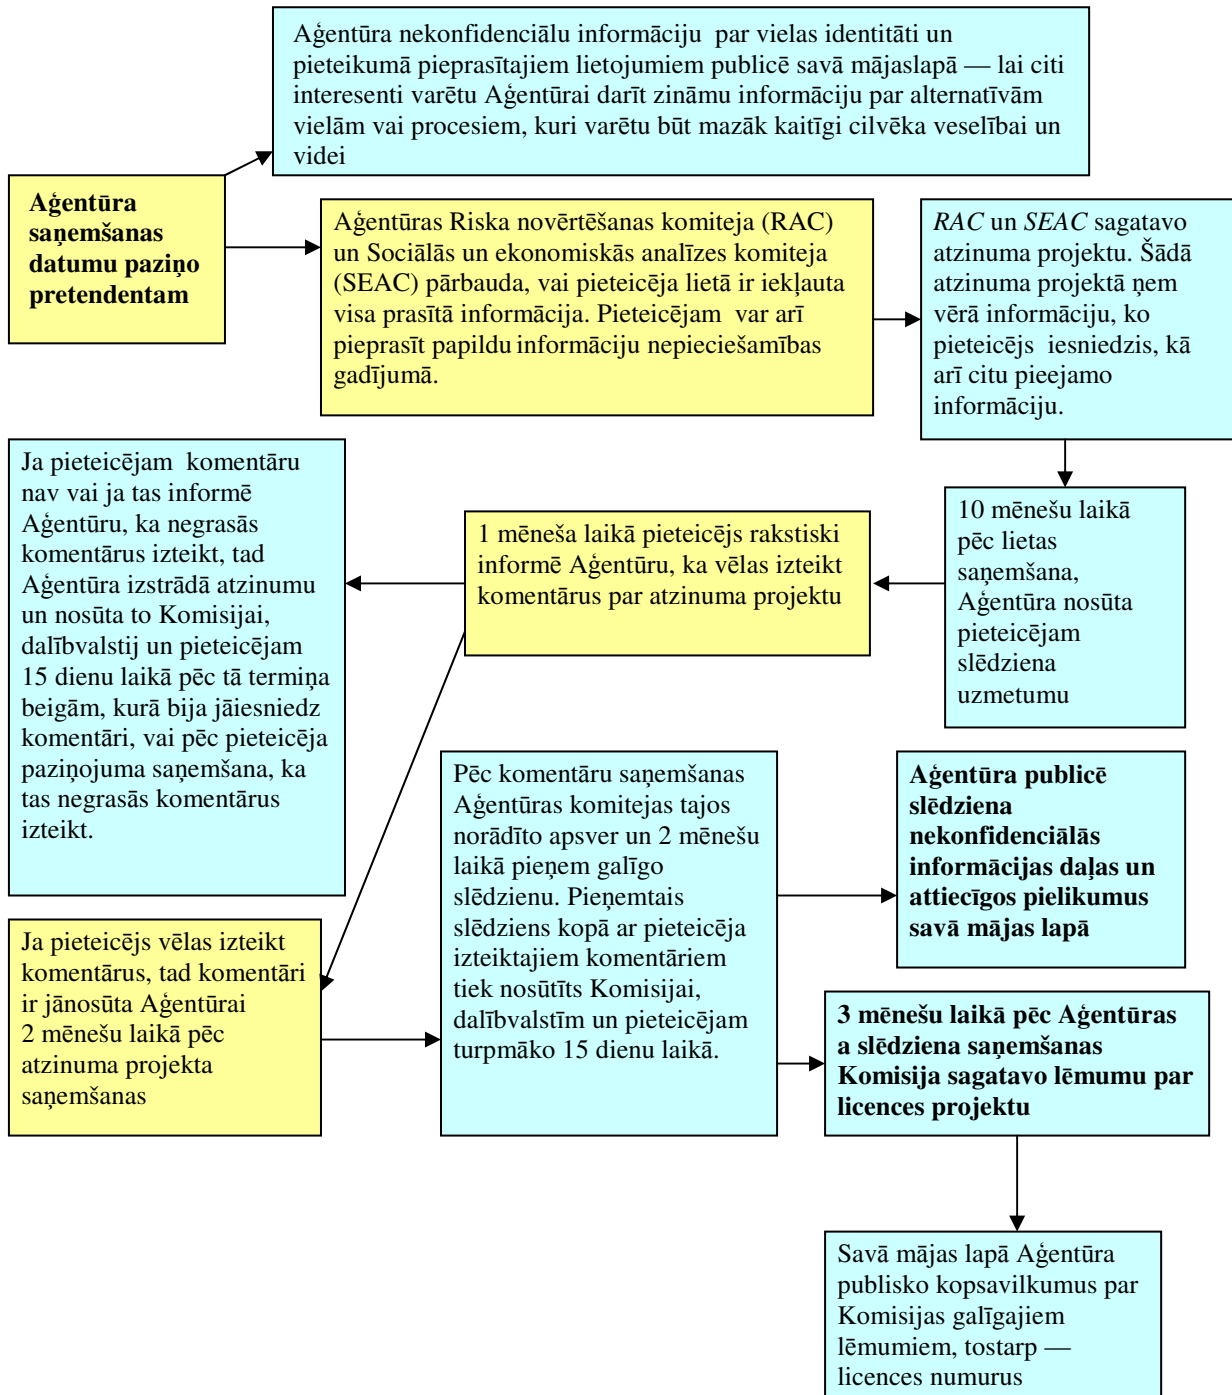 Aģentūra nekonfidenciālu informāciju par vielas identitāti un
pieteikumā pieprasītajiem lietojumiem publicē savā mājaslapā — lai citi
interesenti varētu Aģentūrai darīt zināmu informāciju par alternatīvām
vielām vai procesiem, kuri varētu būt mazāk kaitīgi cilvēka veselībai un
videi
Aģentūra
saņemšanas
datumu paziņo
pretendentam
Aģentūras Riska novērtēšanas komiteja (RAC)
un Sociālās un ekonomiskās analīzes komiteja
(SEAC) pārbauda, vai pieteicēja lietā ir iekļauta
visa prasītā informācija. Pieteicējam var arī
pieprasīt papildu informāciju nepieciešamības
gadījumā.
RAC un SEAC sagatavo
atzinuma projektu. Šādā
atzinuma projektā ņem
vērā informāciju, ko
pieteicējs iesniedzis, kā
arī citu pieejamo
informāciju.
10 mēnešu laikā
pēc lietas
saņemšana,
Aģentūra nosūta
pieteicējam
slēdziena
uzmetumu
1 mēneša laikā pieteicējs rakstiski
informē Aģentūru, ka vēlas izteikt
komentārus par atzinuma projektu
Ja pieteicējam komentāru
nav vai ja tas informē
Aģentūru, ka negrasās
komentārus izteikt, tad
Aģentūra izstrādā atzinumu
un nosūta to Komisijai,
dalībvalstij un pieteicējam
15 dienu laikā pēc tā termiņa
beigām, kurā bija jāiesniedz
komentāri, vai pēc pieteicēja
paziņojuma saņemšana, ka
tas negrasās komentārus
izteikt.
Ja pieteicējs vēlas izteikt
komentārus, tad komentāri
ir jānosūta Aģentūrai
2 mēnešu laikā pēc
atzinuma projekta
saņemšanas
Pēc komentāru saņemšanas
Aģentūras komitejas tajos
norādīto apsver un 2 mēnešu
laikā pieņem galīgo
slēdzienu. Pieņemtais
slēdziens kopā ar pieteicēja
izteiktajiem komentāriem
tiek nosūtīts Komisijai,
dalībvalstīm un pieteicējam
turpmāko 15 dienu laikā.
Aģentūra publicē
slēdziena
nekonfidenciālās
informācijas daļas un
attiecīgos pielikumus
savā mājas lapā
3 mēnešu laikā pēc Aģentūras
a slēdziena saņemšanas
Komisija sagatavo lēmumu par
licences projektu
Savā mājas lapā Aģentūra
publisko kopsavilkumus par
Komisijas galīgajiem
lēmumiem, tostarp —
licences numurus